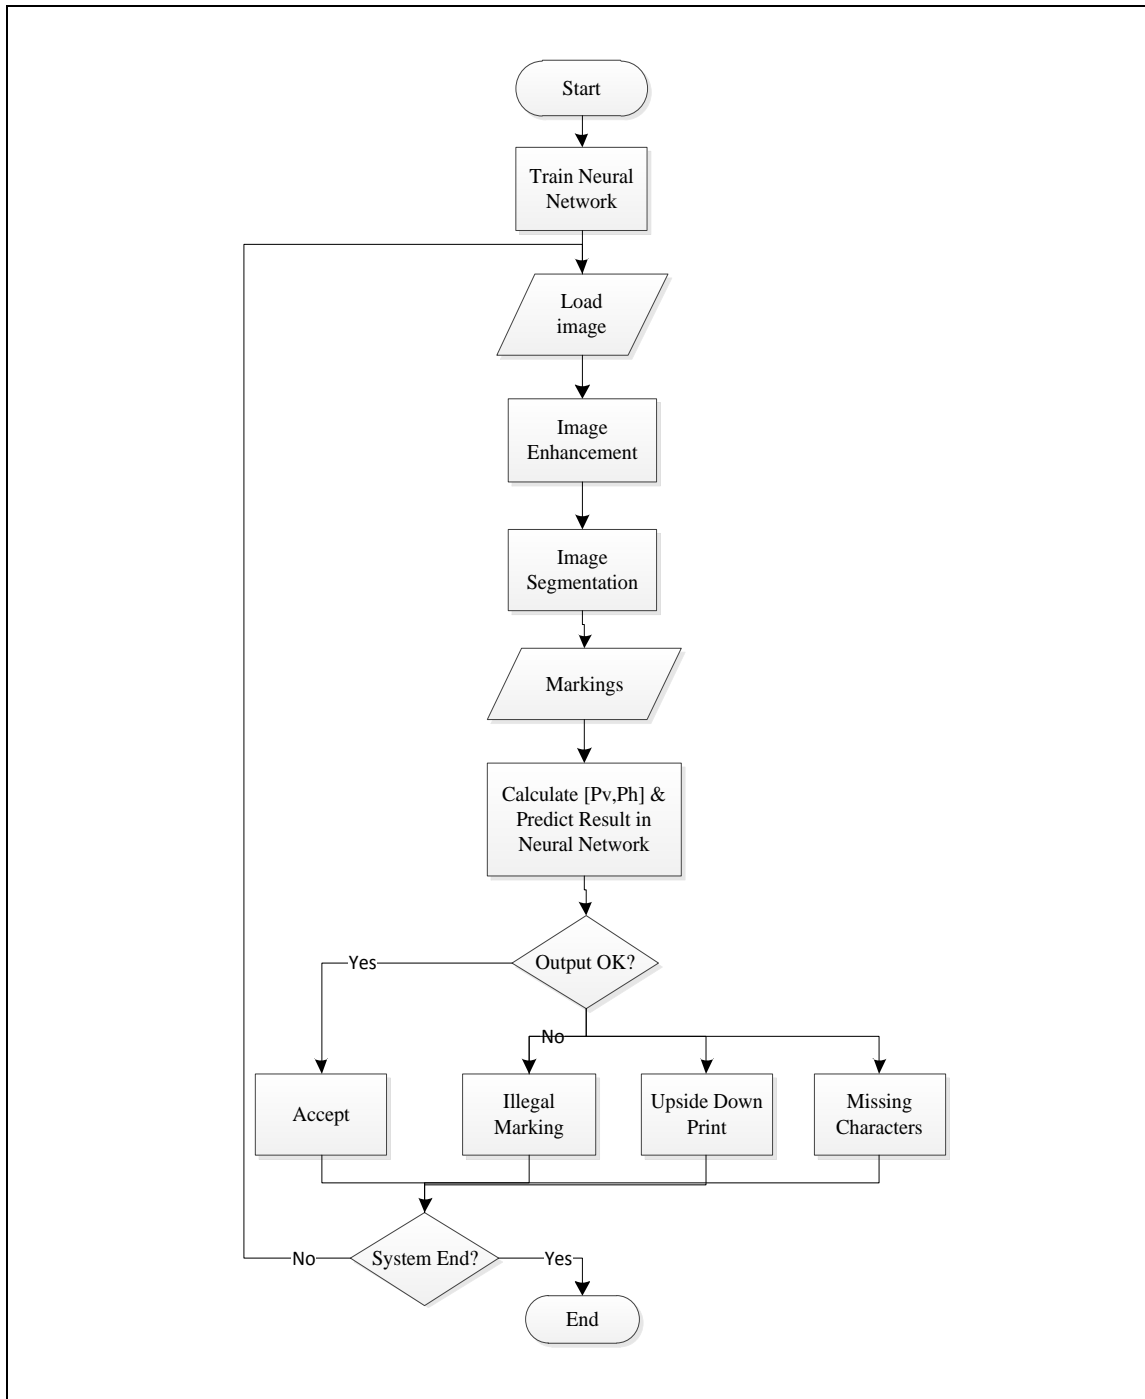 Start
Train Neural
Network
Load
image
Image
Enhancement
Image
Segmentation
Markings
Calculate [Pv,Ph] &
Predict Result in
Neural Network
Output OK?
Yes
No
Accept
Illegal
Marking
Upside Down
Print
Missing
Characters
System End?
No
Yes
End